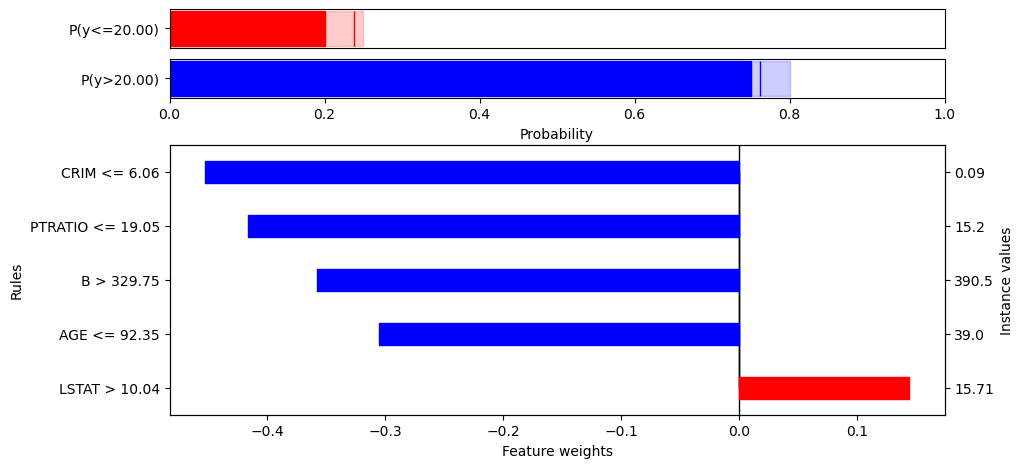 P(y<=20.00)
P(y>20.00)
0.0 0.2 0.4 0.6 0.8 1.0
Probability
CRIM <= 6.06 0.09
PTRATIO <= 19.05 15.2
B > 329.75 390.5
AGE <= 92.35 39.0
LSTAT > 10.04 15.71
Rules
Instance values
−0.4 −0.3 −0.2 −0.1 0.0 0.1
Feature weights